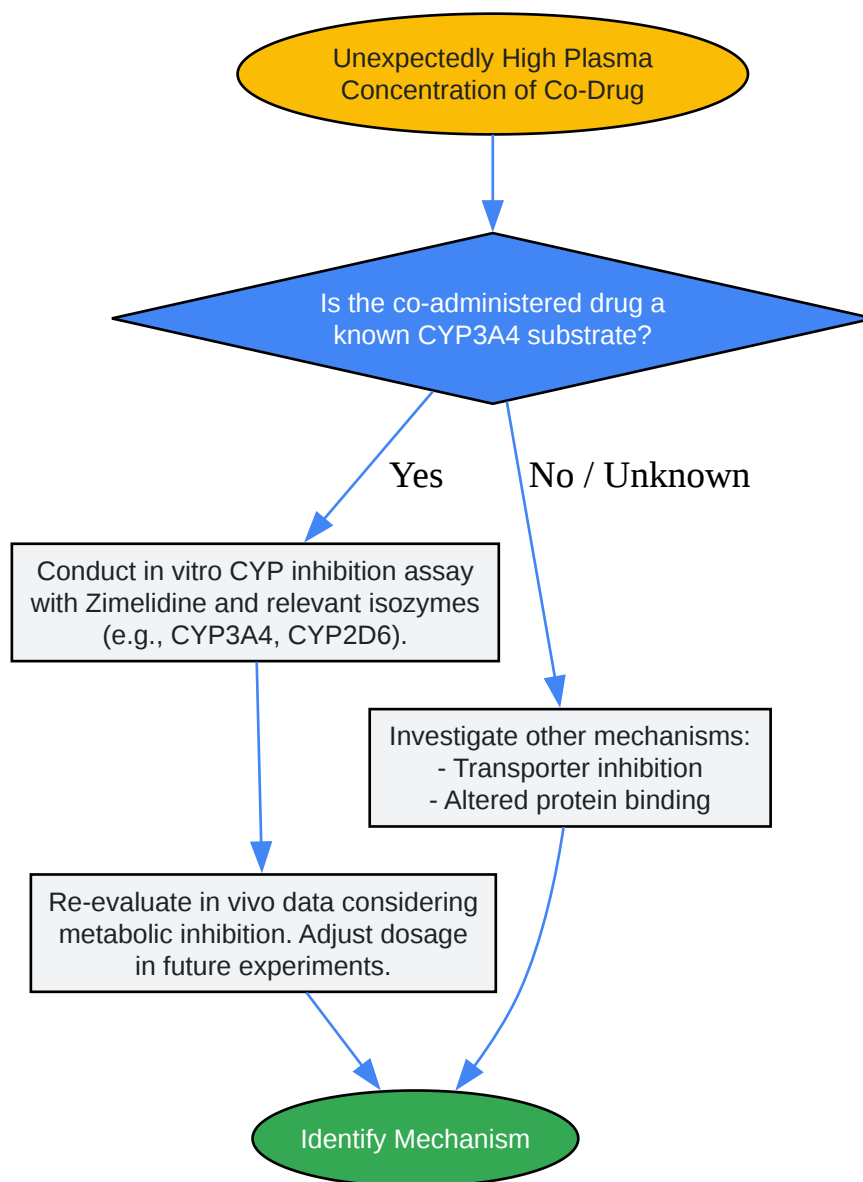 Unexpectedly High Plasma
Concentration of Co-Drug
Is the co-administered drug a
known CYP3A4 substrate?
Yes
No / Unknown
Conduct in vitro CYP inhibition assay
with Zimelidine and relevant isozymes
(e.g., CYP3A4, CYP2D6).
Investigate other mechanisms:
- Transporter inhibition
- Altered protein binding
Re-evaluate in vivo data considering
metabolic inhibition. Adjust dosage
in future experiments.
Identify Mechanism